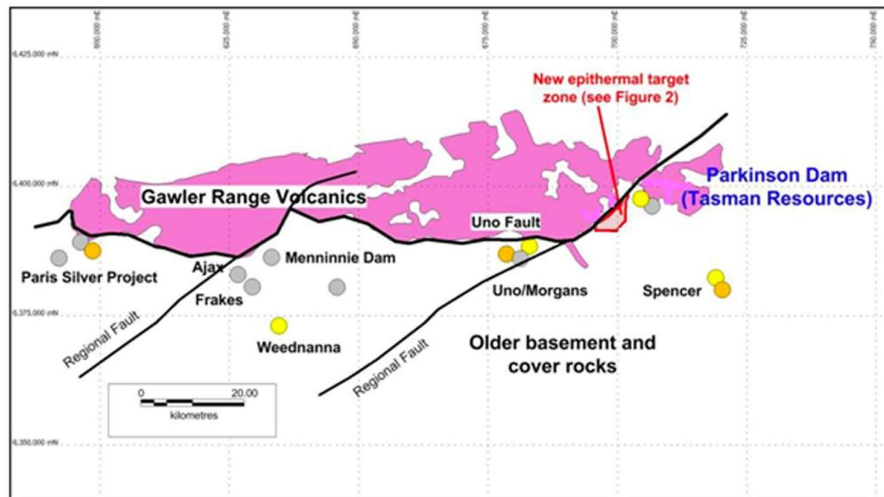 600,000 mE
625,000 mE
650,000 mE
675,000 mE
700,000 mE
725,000 mE
750,000 mE
6,425,000 mN
New epithermal target
zone (see Figure 2)
6,400,000 mN
Gawler Range Volcanics
Parkinson Dam
(Tasman Resources)
Uno Fault
Paris Silver Project
Ajax
Menninnie Dam
Frakes
Uno/Morgans
Spencer
6,375,000 mN
Regional Fault
Weednanna
Regional Fault
Older basement and
cover rocks
0
20.00
kilometres
6,350,000 mN